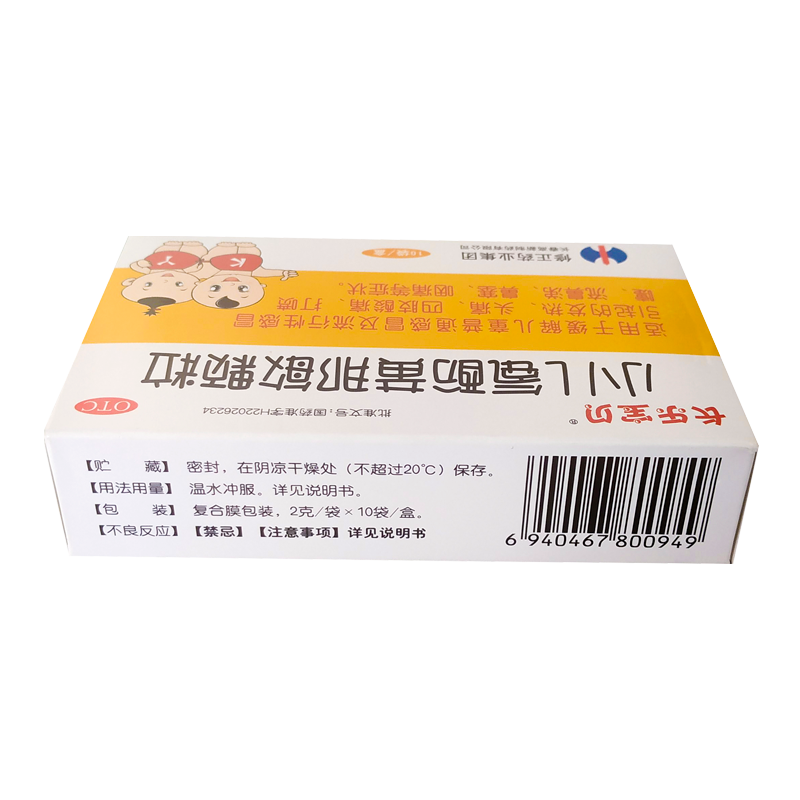 长乐宝贝®
批准文号：国药准字H22026234
OTC
小儿氨酚黄那敏颗粒
适用于缓解儿童普通感冒及流行性感冒
引起的发热、头痛、四肢酸痛、打喷
嚏、流鼻涕、鼻塞、咽痛等症状。
修正药业集团
长春高新制药有限公司
10袋/盒
K
Y
【贮 藏】 密封，在阴凉干燥处（不超过20℃）保存。
【用法用量】 温水冲服。详见说明书。
【包 装】 复合膜包装，2克/袋×10袋/盒。
【不良反应】【禁忌】【注意事项】详见说明书
6 940467 800949